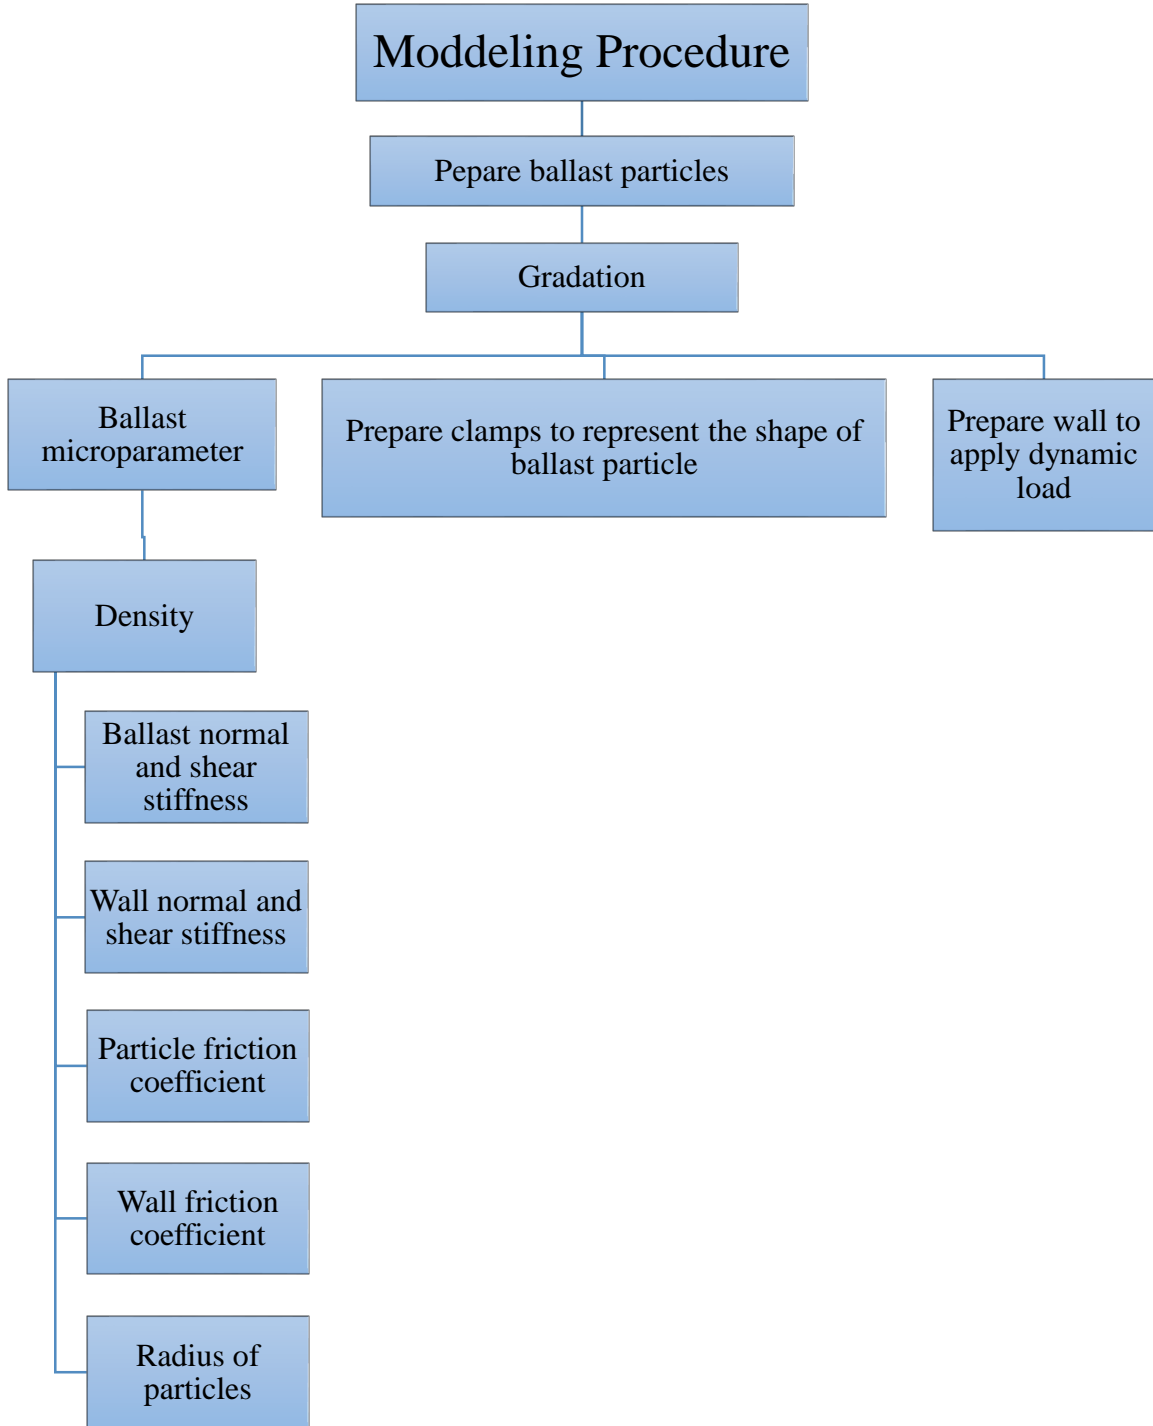 Moddeling Procedure
Pepare ballast particles
Gradation
Ballast
microparameter
Prepare clamps to represent the shape of
ballast particle
Prepare wall to
apply dynamic
load
Density
Ballast normal
and shear
stiffness
Wall normal and
shear stiffness
Particle friction
coefficient
Wall friction
coefficient
Radius of
particles